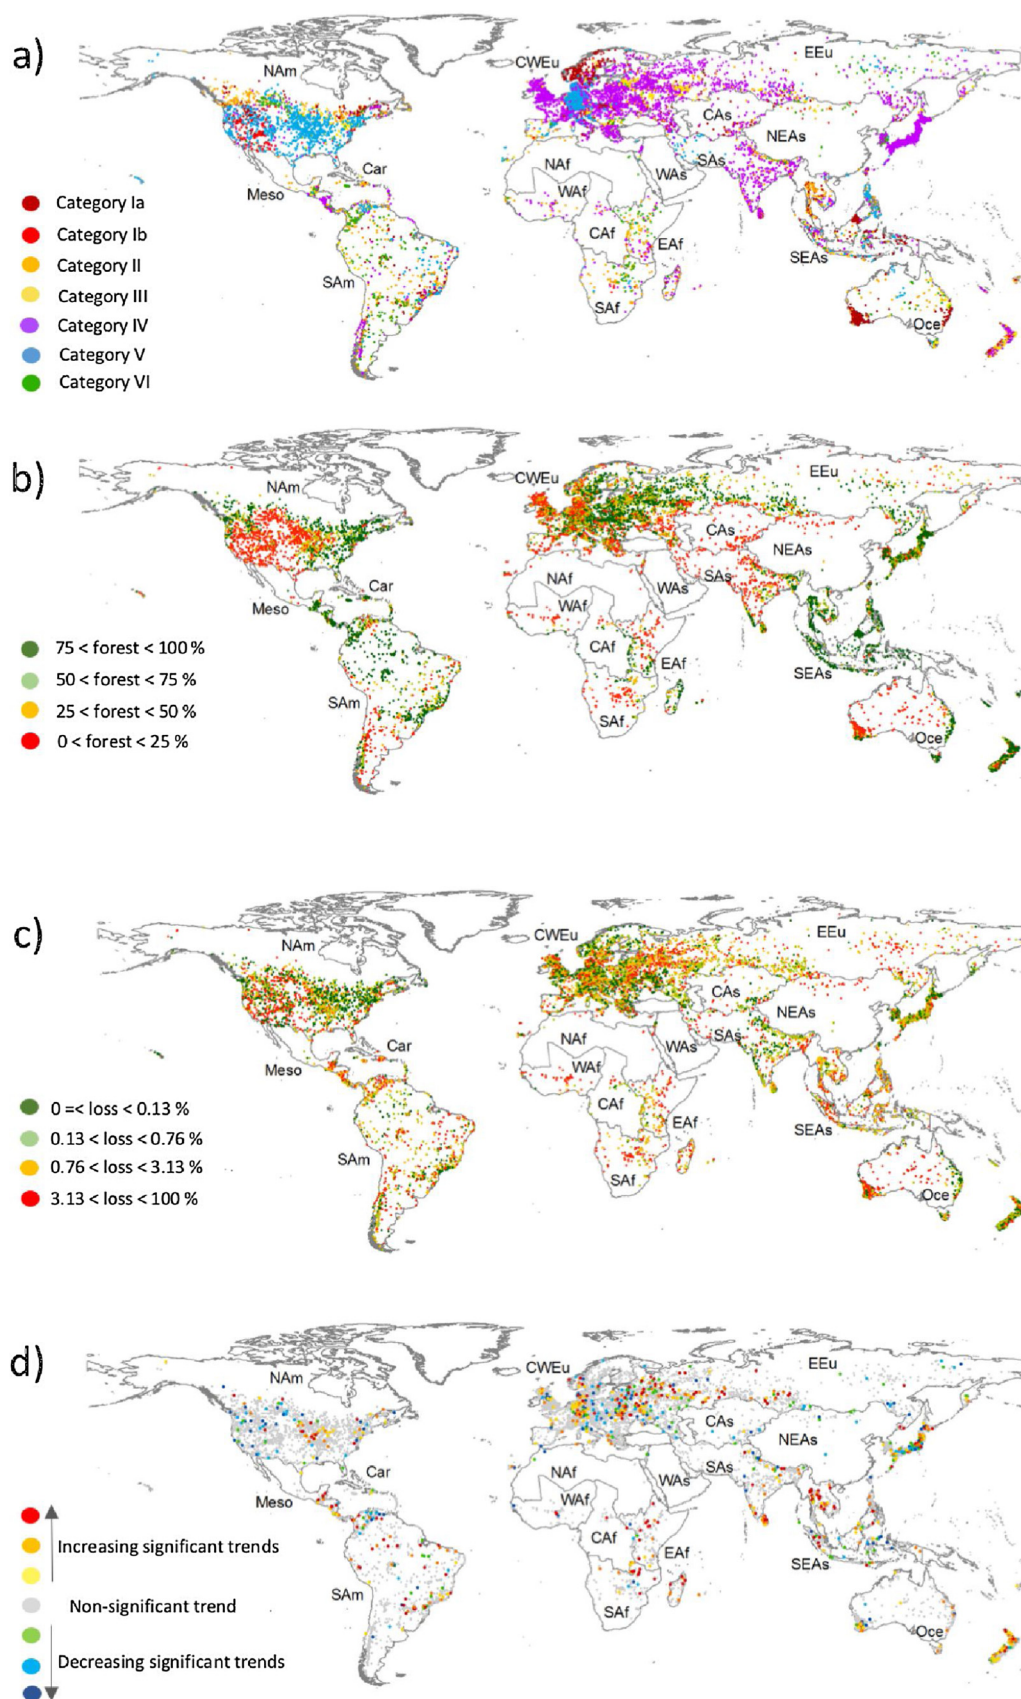 a)
NAm
CWEu
EEu
CAs
NEAs
Car
NAf
WAs
SAs
Meso
WAf
CAf
EAf
SEAs
SAm
SAf
Oce
Category Ia
Category Ib
Category II
Category III
Category IV
Category V
Category VI
b)
NAm
CWEu
EEu
CAs
NEAs
Car
NAf
WAs
SAs
Meso
WAf
CAf
EAf
SEAs
SAm
SAf
Oce
75 < forest < 100 %
50 < forest < 75 %
25 < forest < 50 %
0 < forest < 25 %
c)
NAm
CWEu
EEu
CAs
NEAs
Car
NAf
WAs
SAs
Meso
WAf
CAf
EAf
SEAs
SAm
SAf
Oce
0 =< loss < 0.13 %
0.13 < loss < 0.76 %
0.76 < loss < 3.13 %
3.13 < loss < 100 %
d)
NAm
CWEu
EEu
CAs
NEAs
Car
NAf
WAs
SAs
Meso
WAf
CAf
EAf
SEAs
SAm
SAf
Oce
Increasing significant trends
Non-significant trend
Decreasing significant trends